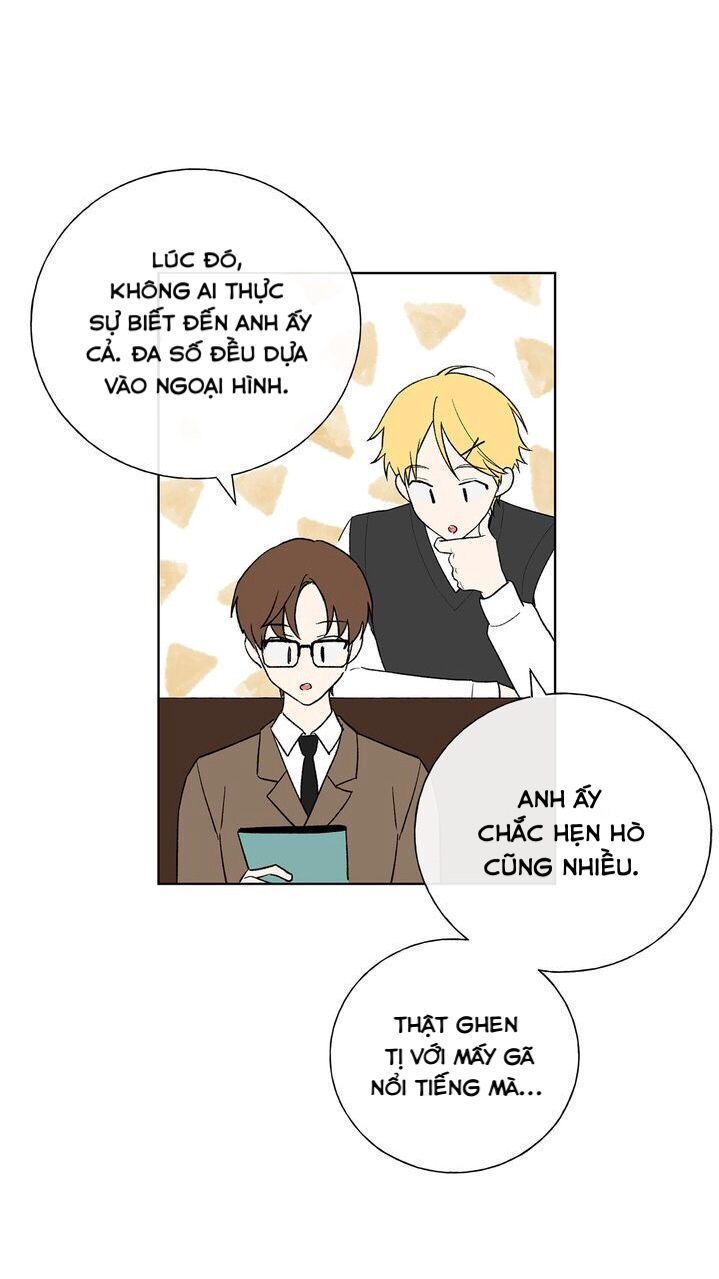 LÚC ĐÓ,
KHÔNG AI THỰC
SỰ BIẾT ĐẾN ANH ẤY
CẢ. ĐA SỐ ĐỀU DỰA
VÀO NGOẠI HÌNH.
ANH ẤY
CHẮC HẸN HÒ
CŨNG NHIỀU.
THẬT GHEN
TỊ VỚI MẤY GÃ
NỔI TIẾNG MÀ...